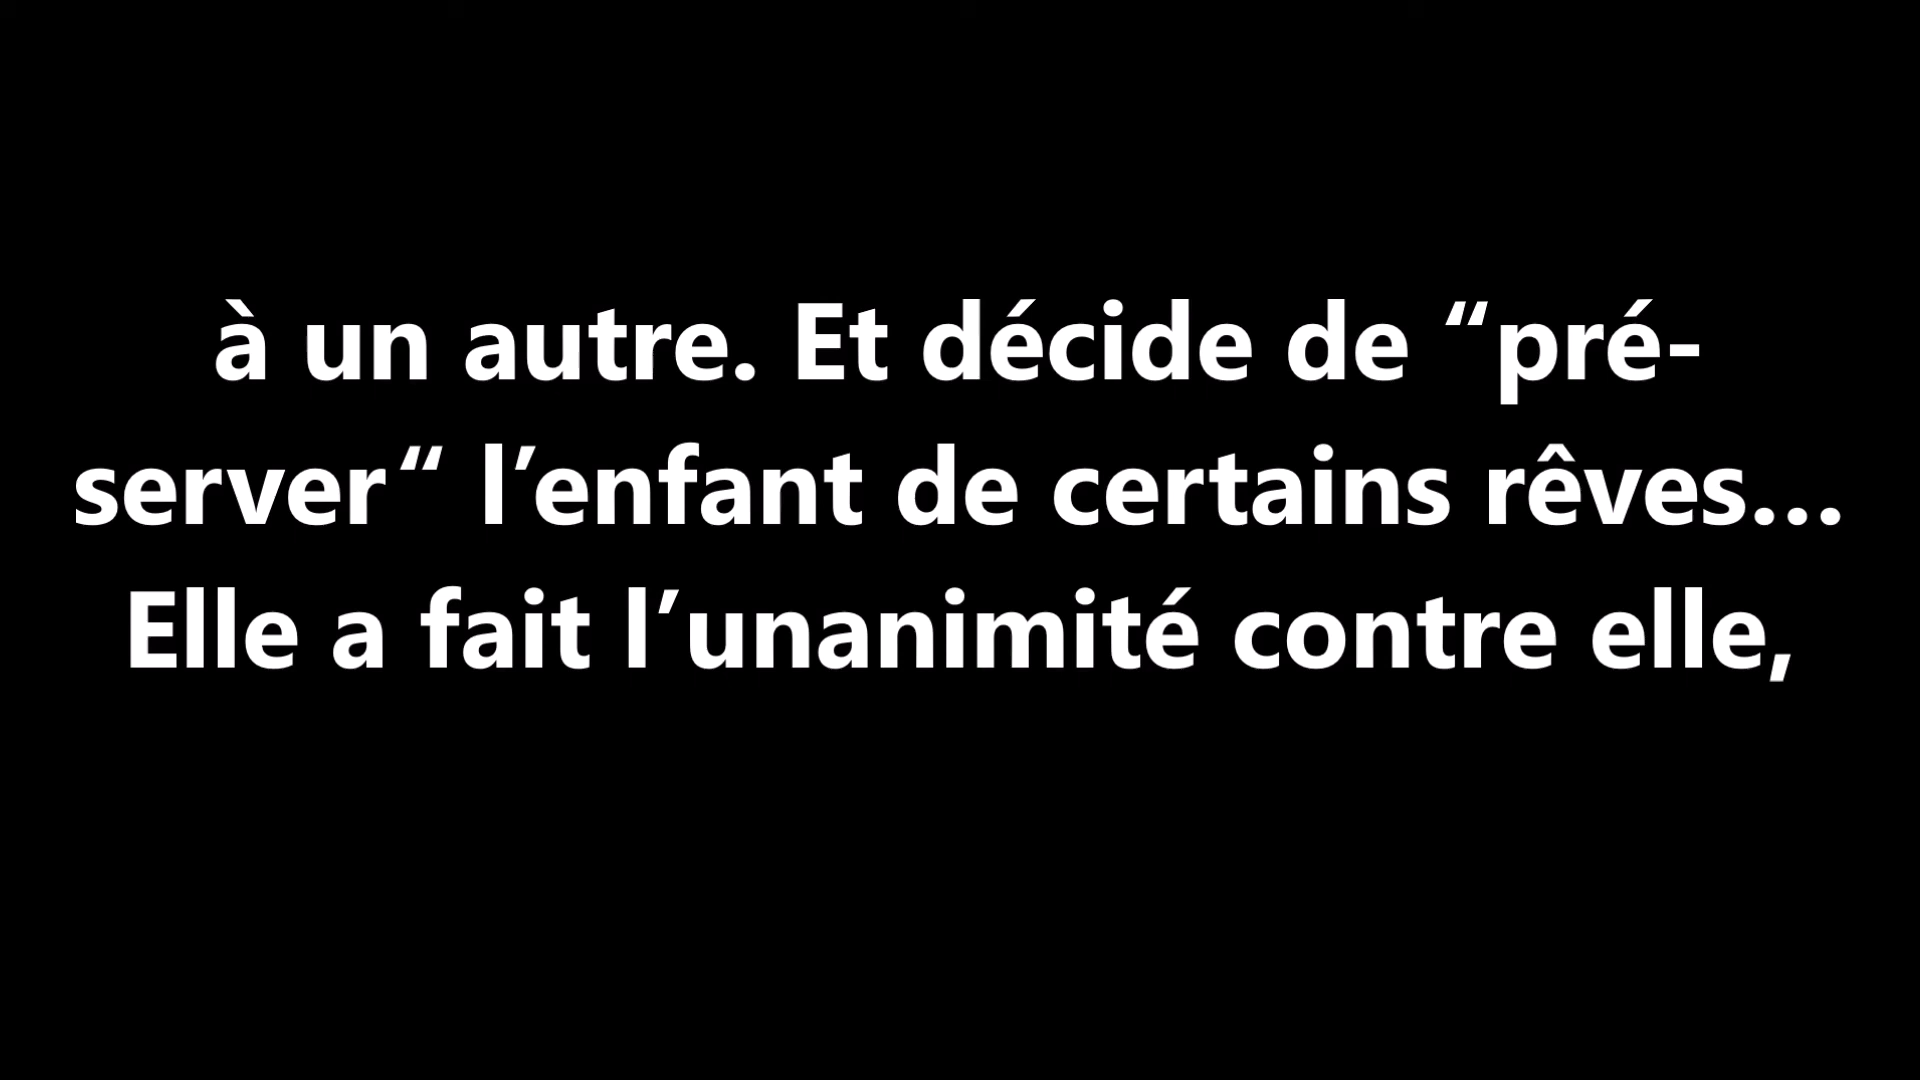 à un autre. Et décide de “pré-
server“ l’enfant de certains rêves...
Elle a fait l’unanimité contre elle,